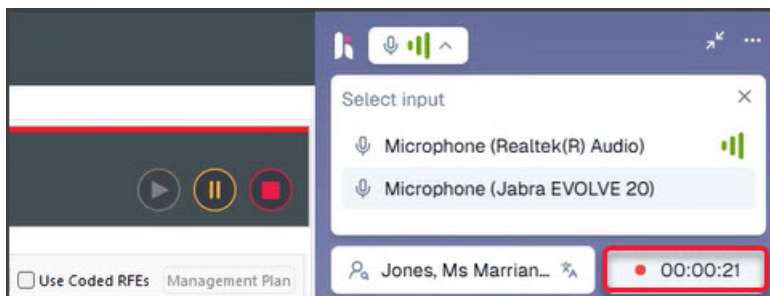 Select input
Microphone (Realtek(R) Audio)
Microphone (Jabra EVOLVE 20)
Jones, Ms Marrian...
00:00:21
Use Coded RFEs
Management Plan